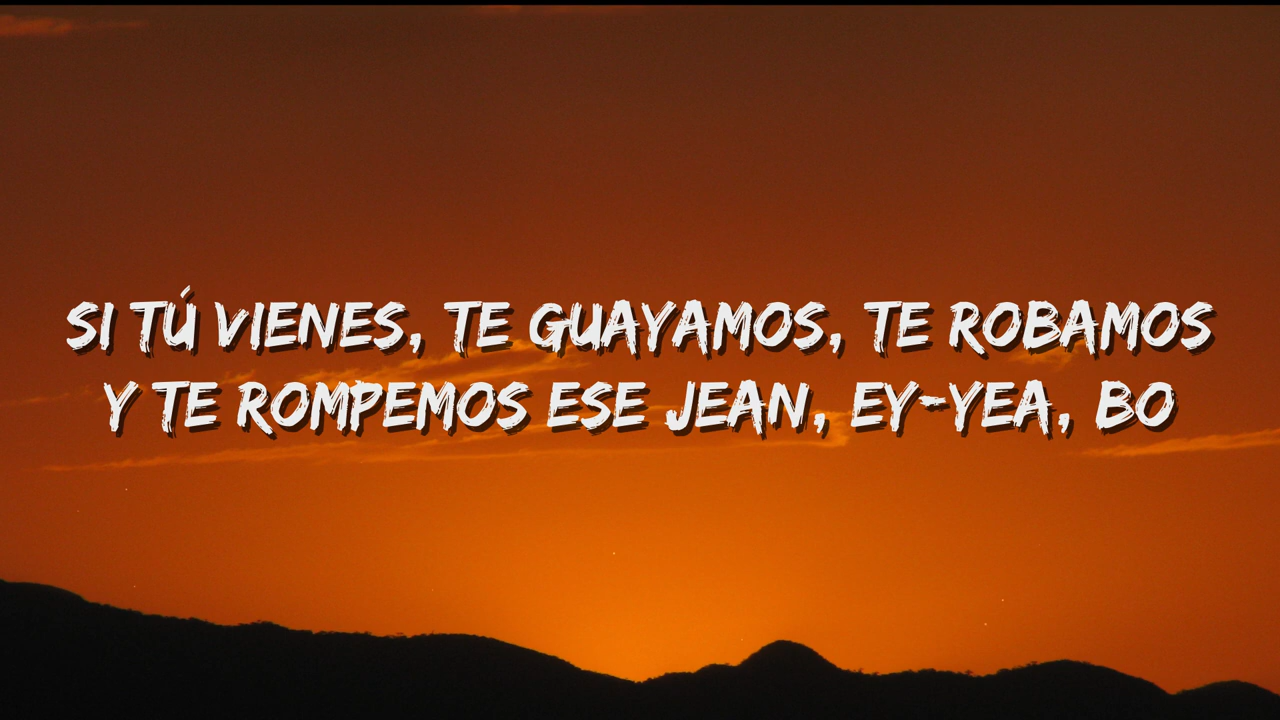 SI TÚ VIENES, TE GUAYAMOS, TE ROBAMOS
Y TE ROMPEMOS ESE JEAN, EY-YEA, BO